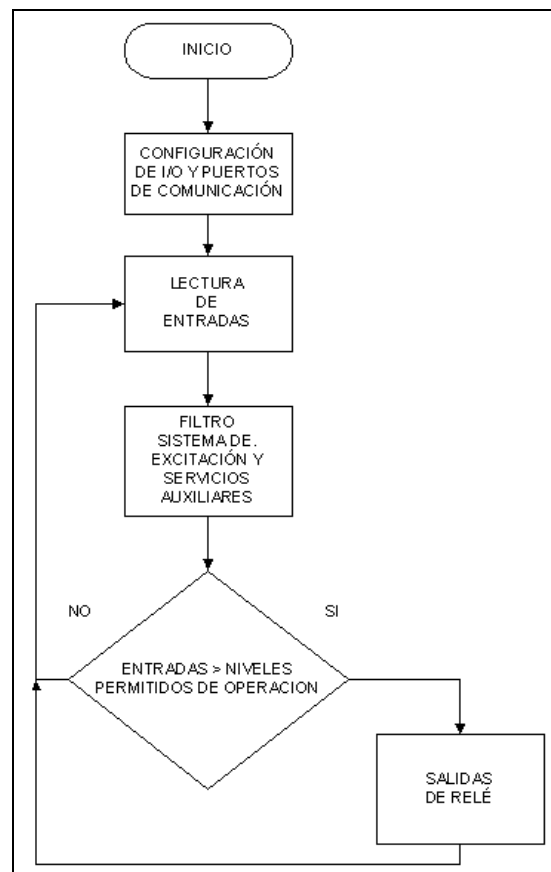 INICIO
CONFIGURACIÓN
DE I/O Y PUERTOS
DE COMUNICACIÓN
LECTURA
DE
ENTRADAS
FILTRO
SISTEMA DE.
EXCITACIÓN Y
SERVICIOS
AUXILIARES
NO
SI
ENTRADAS > NIVELES
PERMITIDOS DE OPERACION
SALIDAS
DE RELÉ